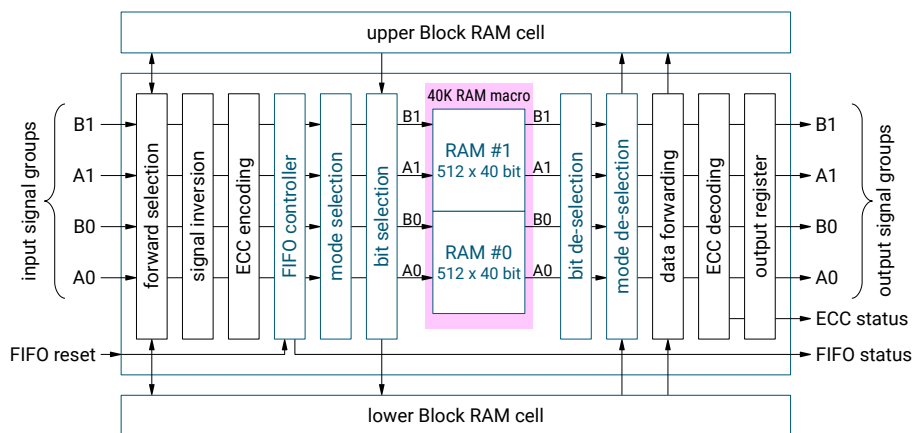 upper Block RAM cell
40K RAM macro
input signal groups
B1
A1
B0
A0
forward selection
signal inversion
ECC encoding
FIFO controller
mode selection
bit selection
B1
A1
B0
A0
RAM #1
512 x 40 bit
RAM #0
512 x 40 bit
B1
A1
B0
A0
bit de-selection
mode de-selection
data forwarding
ECC decoding
output register
B1
A1
B0
A0
output signal groups
ECC status
FIFO reset
FIFO status
lower Block RAM cell